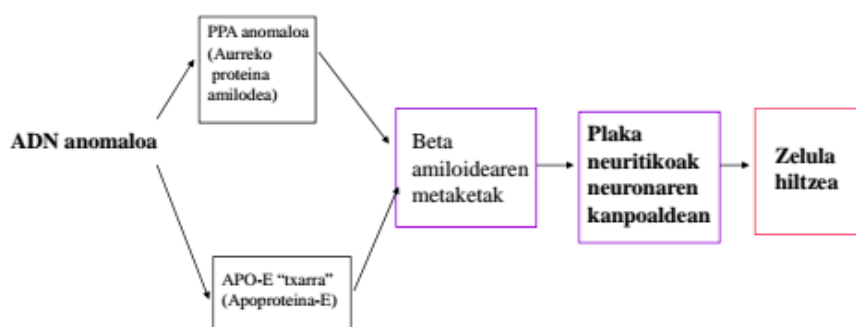 PPA anomaloa
(Aurreko
proteina
amilodea)
ADN anomaloa
Beta
amiloidearen
metaketak
Plaka
neuritikoak
neuronaren
kanpoaldean
Zelula
hiltzea
APO-E “txarra”
(Apoproteina-E)